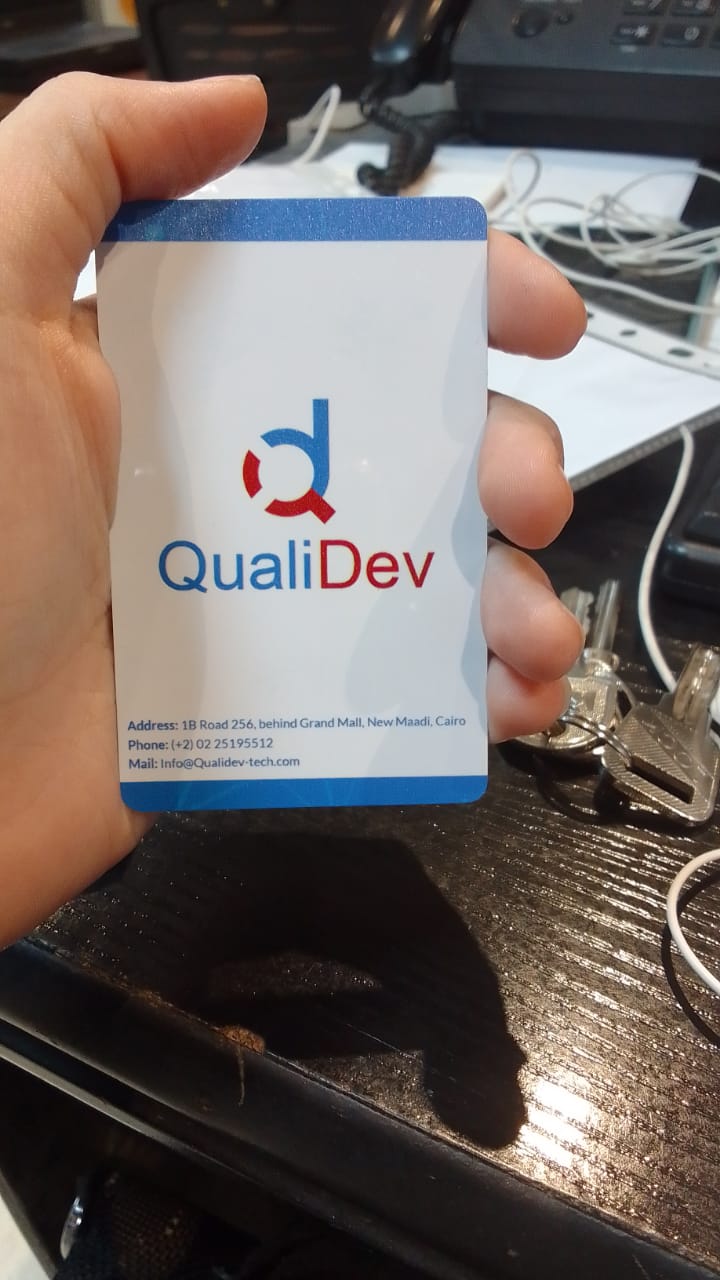 QualiDev
Address: 1B Road 256, behind Grand Mall, New Maadi, Cairo
Phone: (+2) 02 25195512
Mail: Info@Qualidev-tech.com